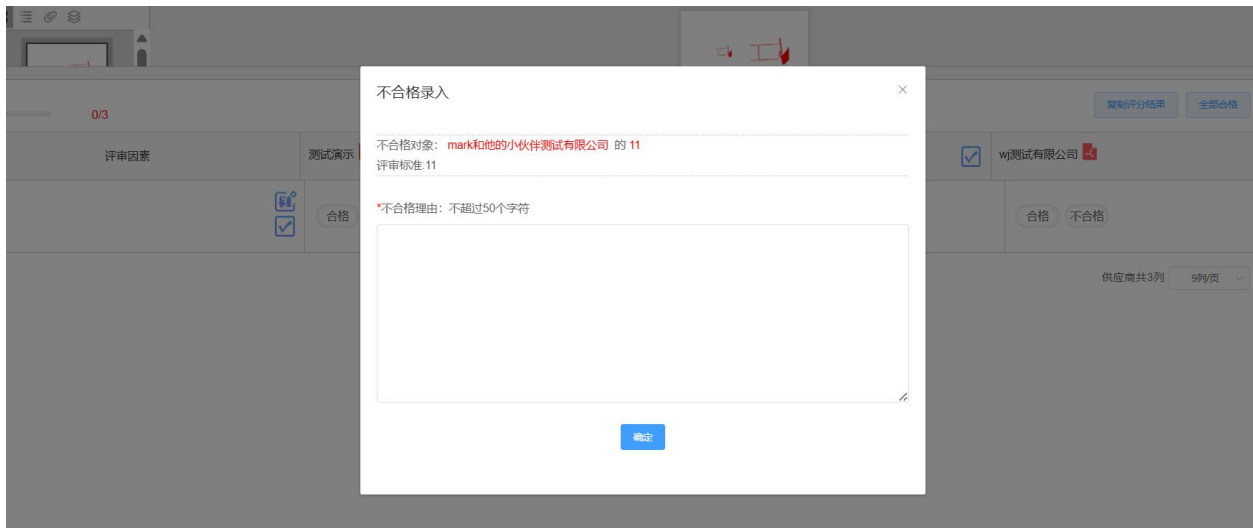 不合格录入
0/3
复制评分结果 全部合格
评审因素 测试演示 wj测试有限公司
不合格对象： mark和他的小伙伴测试有限公司 的 11
评审标准:11
*不合格理由：不超过50个字符
合格 合格 不合格
供应商共3列 9列/页
确定